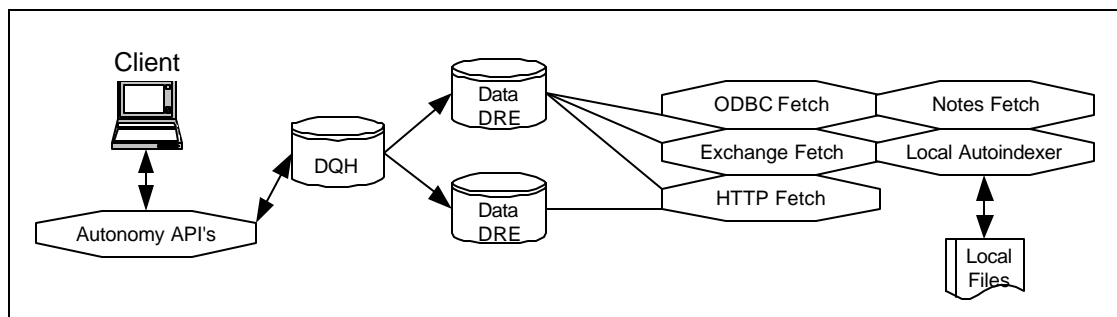 Client
Autonomy API's
DQH
Data
DRE
Data
DRE
ODBC Fetch
Notes Fetch
Exchange Fetch
Local Autoindexer
HTTP Fetch
Local
Files